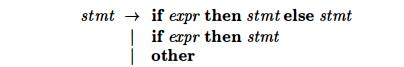 stmt → if expr then stmt else stmt
| if expr then stmt
| other